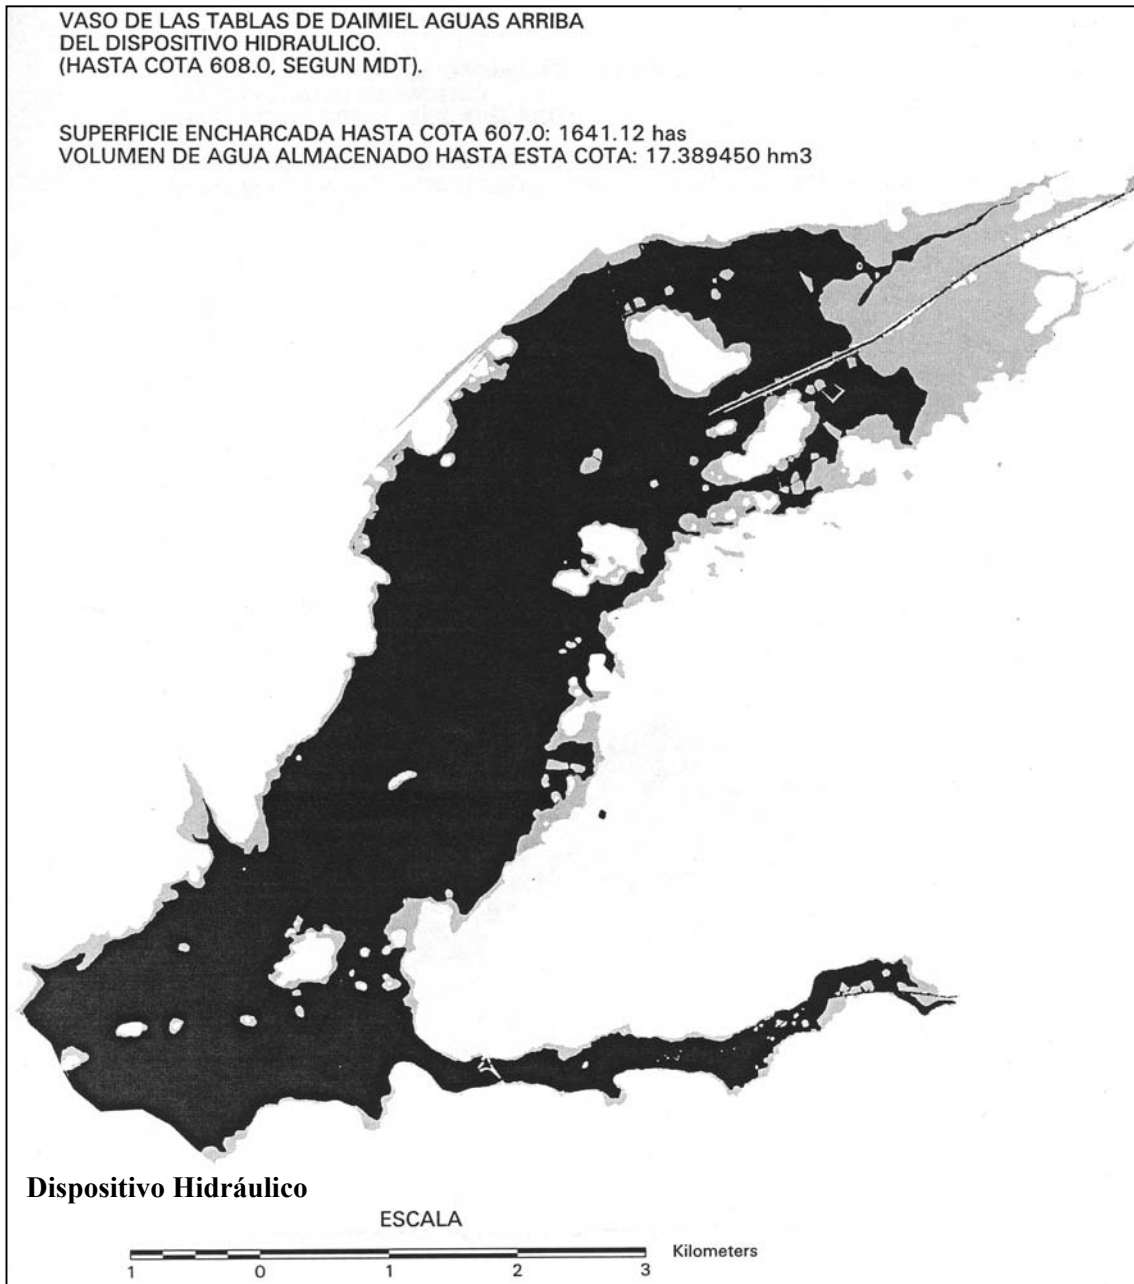 VASO DE LAS TABLAS DE DAIMIEL AGUAS ARRIBA
DEL DISPOSITIVO HIDRAULICO.
(HASTA COTA 608.0, SEGUN MDT).
SUPERFICIE ENCHARCADA HASTA COTA 607.0: 1641.12 has
VOLUMEN DE AGUA ALMACENADO HASTA ESTA COTA: 17.389450 hm3
Dispositivo Hidráulico
ESCALA
Kilometers
1 0 1 2 3